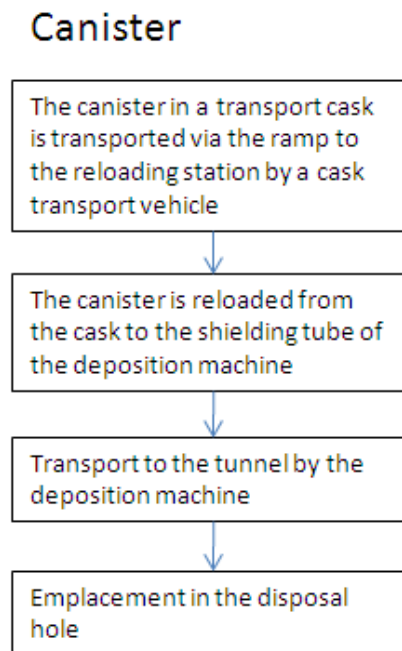 Canister
The canister in a transport cask
is transported via the ramp to
the reloading station by a cask
transport vehicle
The canister is reloaded from
the cask to the shielding tube of
the deposition machine
Transport to the tunnel by the
deposition machine
Emplacement in the disposal
hole